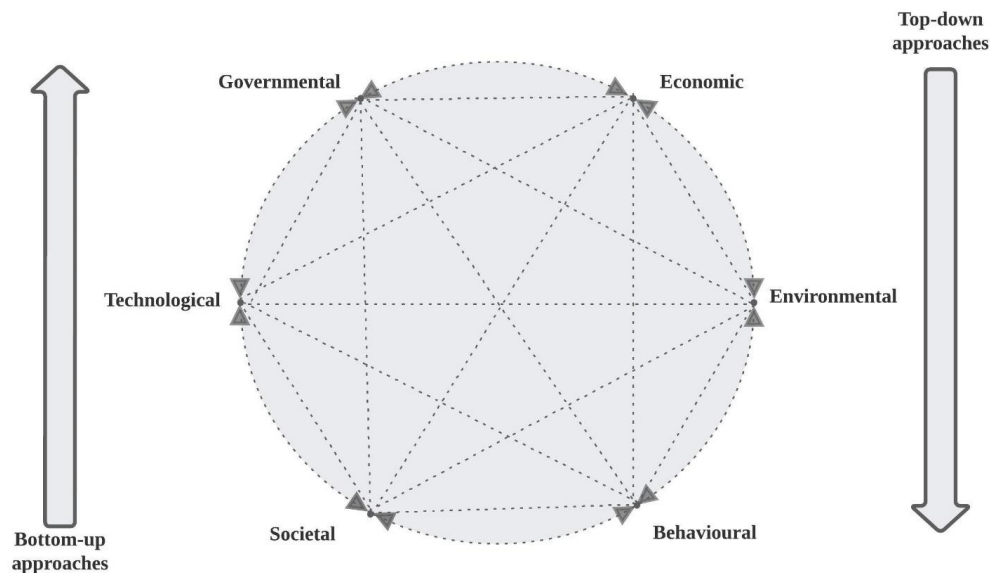 Top-down
approaches
Governmental
Economic
Technological
Environmental
Societal
Behavioural
Bottom-up
approaches